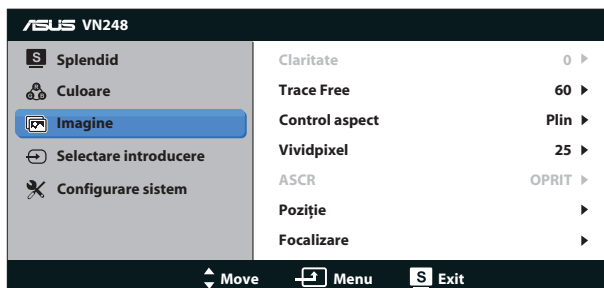 ASUS VN248
S Splendid
Culoare
Imagine
Selectare introducere
Configurare sistem
Claritate 0
Trace Free 60
Control aspect Plin
Vividpixel 25
ASCR OPRIT
Poziție
Focalizare
Move Menu S Exit